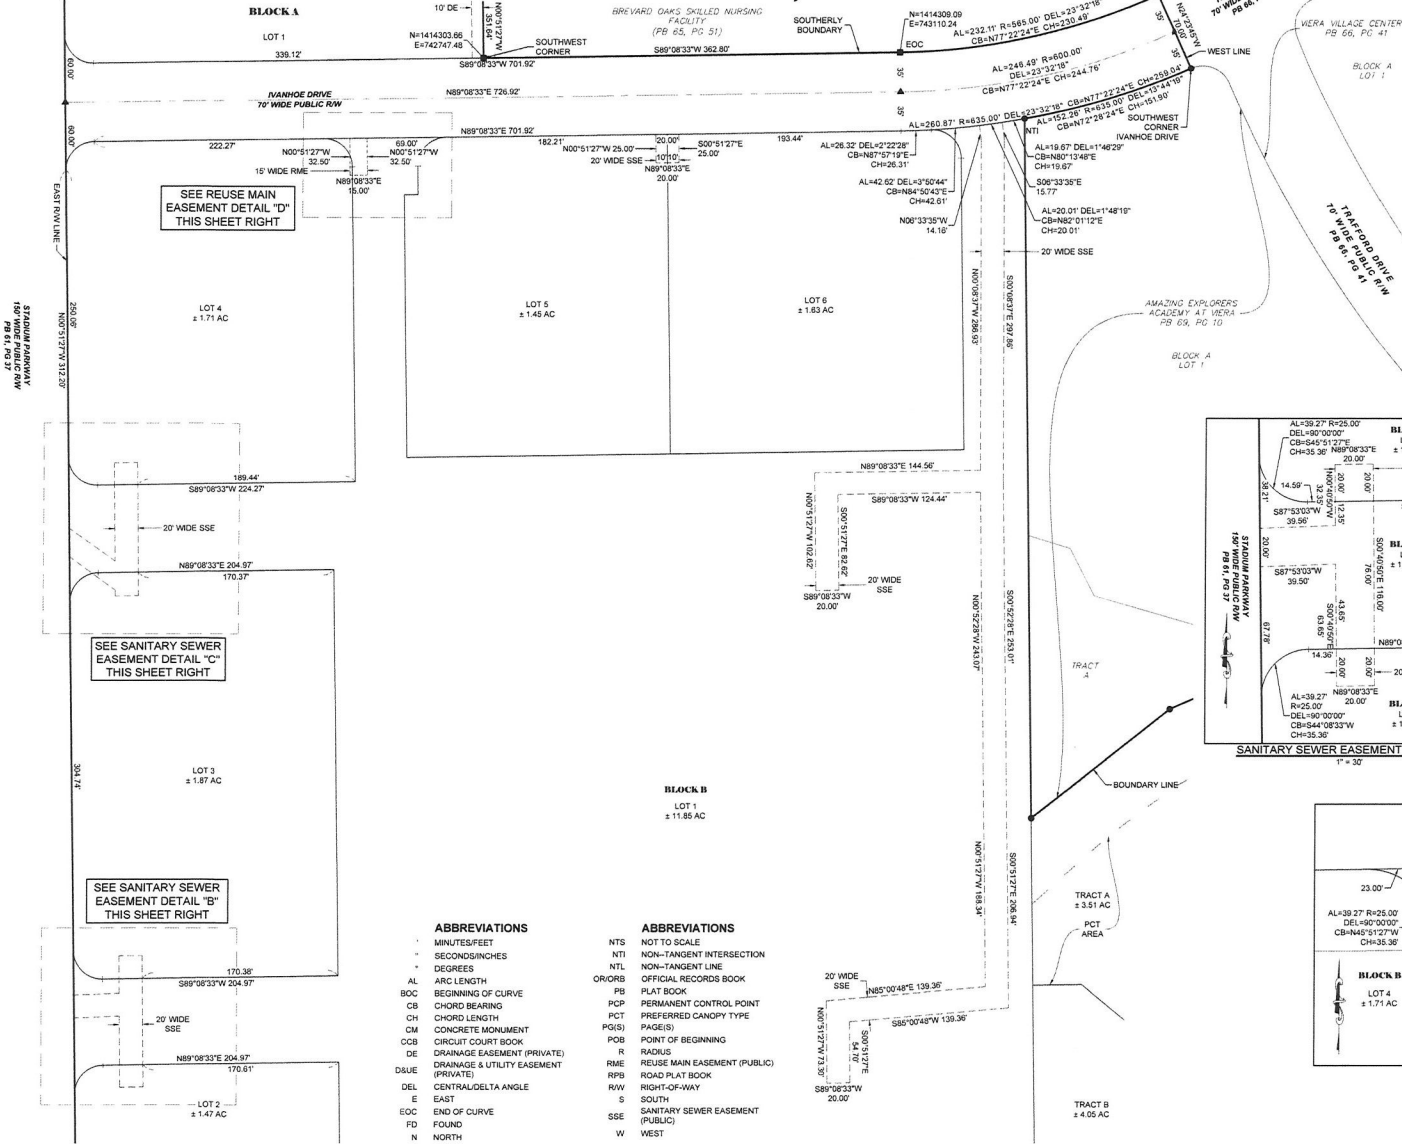 BLOCK A
LOT 1
339.12'
60.00'
60.00'
10' DE
N00°51'27"W
351.64'
N=1414303.66
E=742747.48
SOUTHWEST
CORNER
S89°08'33"W 701.92'
BREVARD OAKS SKILLED NURSING
FACILITY
(PB 65, PG 51)
S89°08'33"W 362.80'
SOUTHERLY
BOUNDARY
N=1414309.09
E=743110.24
EOC
AL=232.11' R=565.00' DEL=23°32'18"
CB=N77°22'24"E CH=230.49'
AL=246.49' R=600.00'
DEL=23°32'18"
CB=N77°22'24"E CH=244.76'
N24°23'45"W
70.00'
35'
35'
WEST LINE
VIERA VILLAGE CENTER
PB 66, PG 41
BLOCK A
LOT 1
IVANHOE DRIVE
70' WIDE PUBLIC R/W
N89°08'33"E 726.92'
35'
35'
AL=260.87' R=635.00' DEL=23°32'18" CB=N77°22'24"E CH=259.04'
AL=152.26' R=635.00' DEL=13°44'19"
CB=N72°28'24"E CH=151.90'
NTI
SOUTHWEST
CORNER
IVANHOE DRIVE
N89°08'33"E 701.92'
222.27'
69.00'
182.21'
20.00'
193.44'
N00°51'27"W
32.50'
N00°51'27"W
32.50'
15' WIDE RME
N89°08'33"E
15.00'
N00°51'27"W 25.00'
S00°51'27"E
25.00'
20' WIDE SSE
10'10'
N89°08'33"E
20.00'
AL=26.32' DEL=2°22'28"
CB=N87°57'19"E
CH=26.31'
AL=42.62' DEL=3°50'44"
CB=N84°50'43"E
CH=42.61'
N06°33'35"W
14.16'
AL=19.67' DEL=1°46'29"
CB=N80°13'48"E
CH=19.67'
S06°33'35"E
15.77'
AL=20.01' DEL=1°48'19"
CB=N82°01'12"E
CH=20.01'
20' WIDE SSE
SEE REUSE MAIN
EASEMENT DETAIL "D"
THIS SHEET RIGHT
EAST R/W LINE
STADIUM PARKWAY
150' WIDE PUBLIC R/W
PB 61, PG 37
250.06'
N00°51'27"W 312.20'
LOT 4
± 1.71 AC
LOT 5
± 1.45 AC
LOT 6
± 1.63 AC
N00°08'37"W 286.93'
S00°08'37"E 297.86'
AMAZING EXPLORERS
ACADEMY AT VIERA
PB 69, PG 10
BLOCK A
LOT 1
TRAFFORD DRIVE
70' WIDE PUBLIC R/W
PB 66, PG 41
189.44'
S89°08'33"W 224.27'
20' WIDE SSE
N89°08'33"E 204.97'
170.37'
N89°08'33"E 144.56'
S89°08'33"W 124.44'
N00°51'27"W 102.62'
S00°51'27"E 82.62'
S89°08'33"W
20.00'
20' WIDE
SSE
N00°52'28"W 243.07'
S00°52'28"E 253.01'
SEE SANITARY SEWER
EASEMENT DETAIL "C"
THIS SHEET RIGHT
TRACT
A
304.74'
LOT 3
± 1.87 AC
BLOCK B
LOT 1
± 11.85 AC
BOUNDARY LINE
N00°51'27"W 188.34'
S00°51'27"E 206.94'
TRACT A
± 3.51 AC
PCT
AREA
SEE SANITARY SEWER
EASEMENT DETAIL "B"
THIS SHEET RIGHT
170.38'
S89°08'33"W 204.97'
20' WIDE
SSE
N89°08'33"E 204.97'
170.61'
LOT 2
± 1.47 AC
ABBREVIATIONS
' MINUTES/FEET
" SECONDS/INCHES
° DEGREES
AL ARC LENGTH
BOC BEGINNING OF CURVE
CB CHORD BEARING
CH CHORD LENGTH
CM CONCRETE MONUMENT
CCB CIRCUIT COURT BOOK
DE DRAINAGE EASEMENT (PRIVATE)
D&UE DRAINAGE & UTILITY EASEMENT
(PRIVATE)
DEL CENTRAL/DELTA ANGLE
E EAST
EOC END OF CURVE
FD FOUND
N NORTH
ABBREVIATIONS
NTS NOT TO SCALE
NTI NON-TANGENT INTERSECTION
NTL NON-TANGENT LINE
OR/ORB OFFICIAL RECORDS BOOK
PB PLAT BOOK
PCP PERMANENT CONTROL POINT
PCT PREFERRED CANOPY TYPE
PG(S) PAGE(S)
POB POINT OF BEGINNING
R RADIUS
RME REUSE MAIN EASEMENT (PUBLIC)
RPB ROAD PLAT BOOK
R/W RIGHT-OF-WAY
S SOUTH
SSE SANITARY SEWER EASEMENT
(PUBLIC)
W WEST
20' WIDE
SSE
N85°00'48"E 139.36'
S85°00'48"W 139.36'
N00°51'27"W 73.30'
S00°51'27"E
54.70'
S89°08'33"W
20.00'
TRACT B
± 4.05 AC
AL=39.27' R=25.00'
DEL=90°00'00"
CB=S45°51'27"E
CH=35.36'
N89°08'33"E
20.00'
38.21'
14.59'
N00°40'50"W
32.35'
20.00'
12.35'
20.00'
S87°53'03"W
39.56'
20.00'
S87°53'03"W
39.50'
S00°40'50"E 116.00'
76.00'
STADIUM PARKWAY
150' WIDE PUBLIC R/W
PB 61, PG 37
67.78'
43.65'
S00°40'50"E
63.65'
14.36'
20.00'
20.00'
N89°08'33"E
20.00'
AL=39.27'
R=25.00'
DEL=90°00'00"
CB=S44°08'33"W
CH=35.36'
SANITARY SEWER EASEMENT
1" = 30'
23.00'
AL=39.27' R=25.00'
DEL=90°00'00"
CB=N45°51'27"W
CH=35.36'
BLOCK B
LOT 4
± 1.71 AC